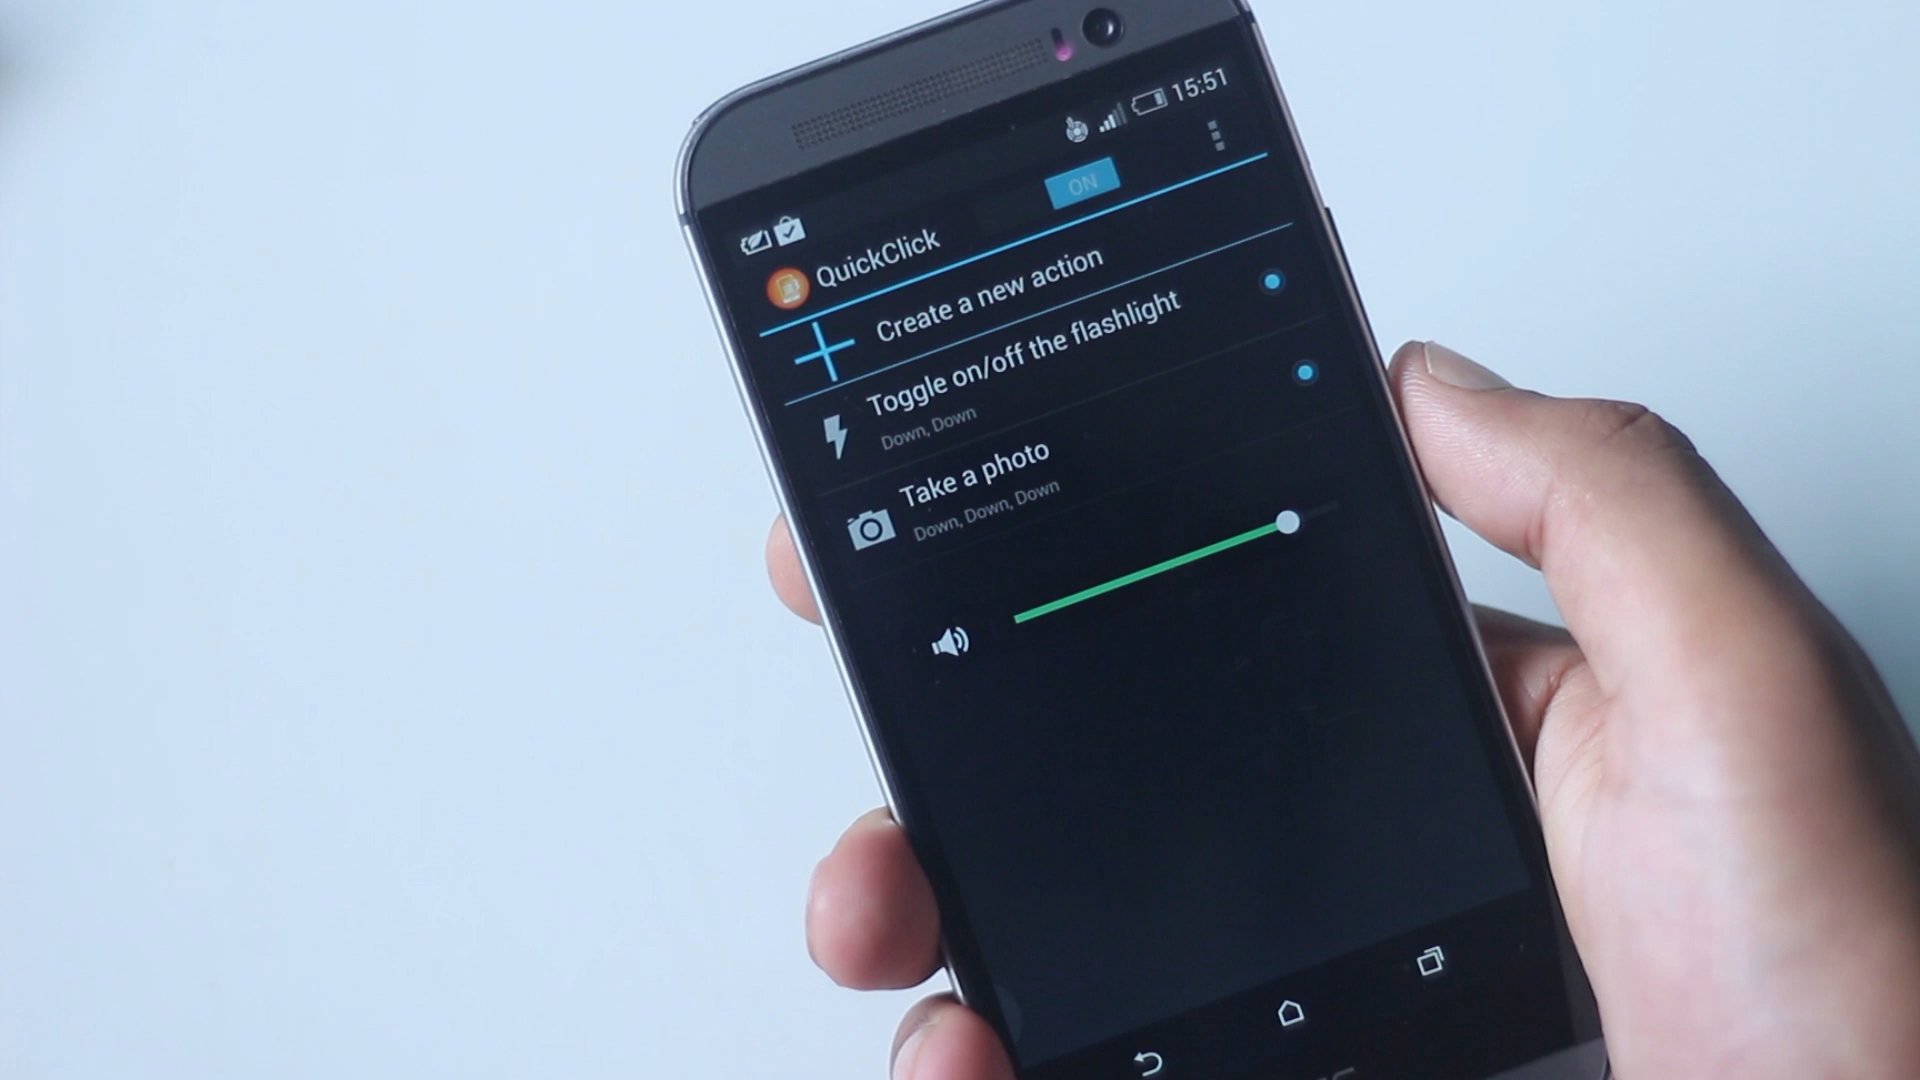 15:51
QuickClick
ON
Create a new action
Toggle on/off the flashlight
Down, Down
Take a photo
Down, Down, Down